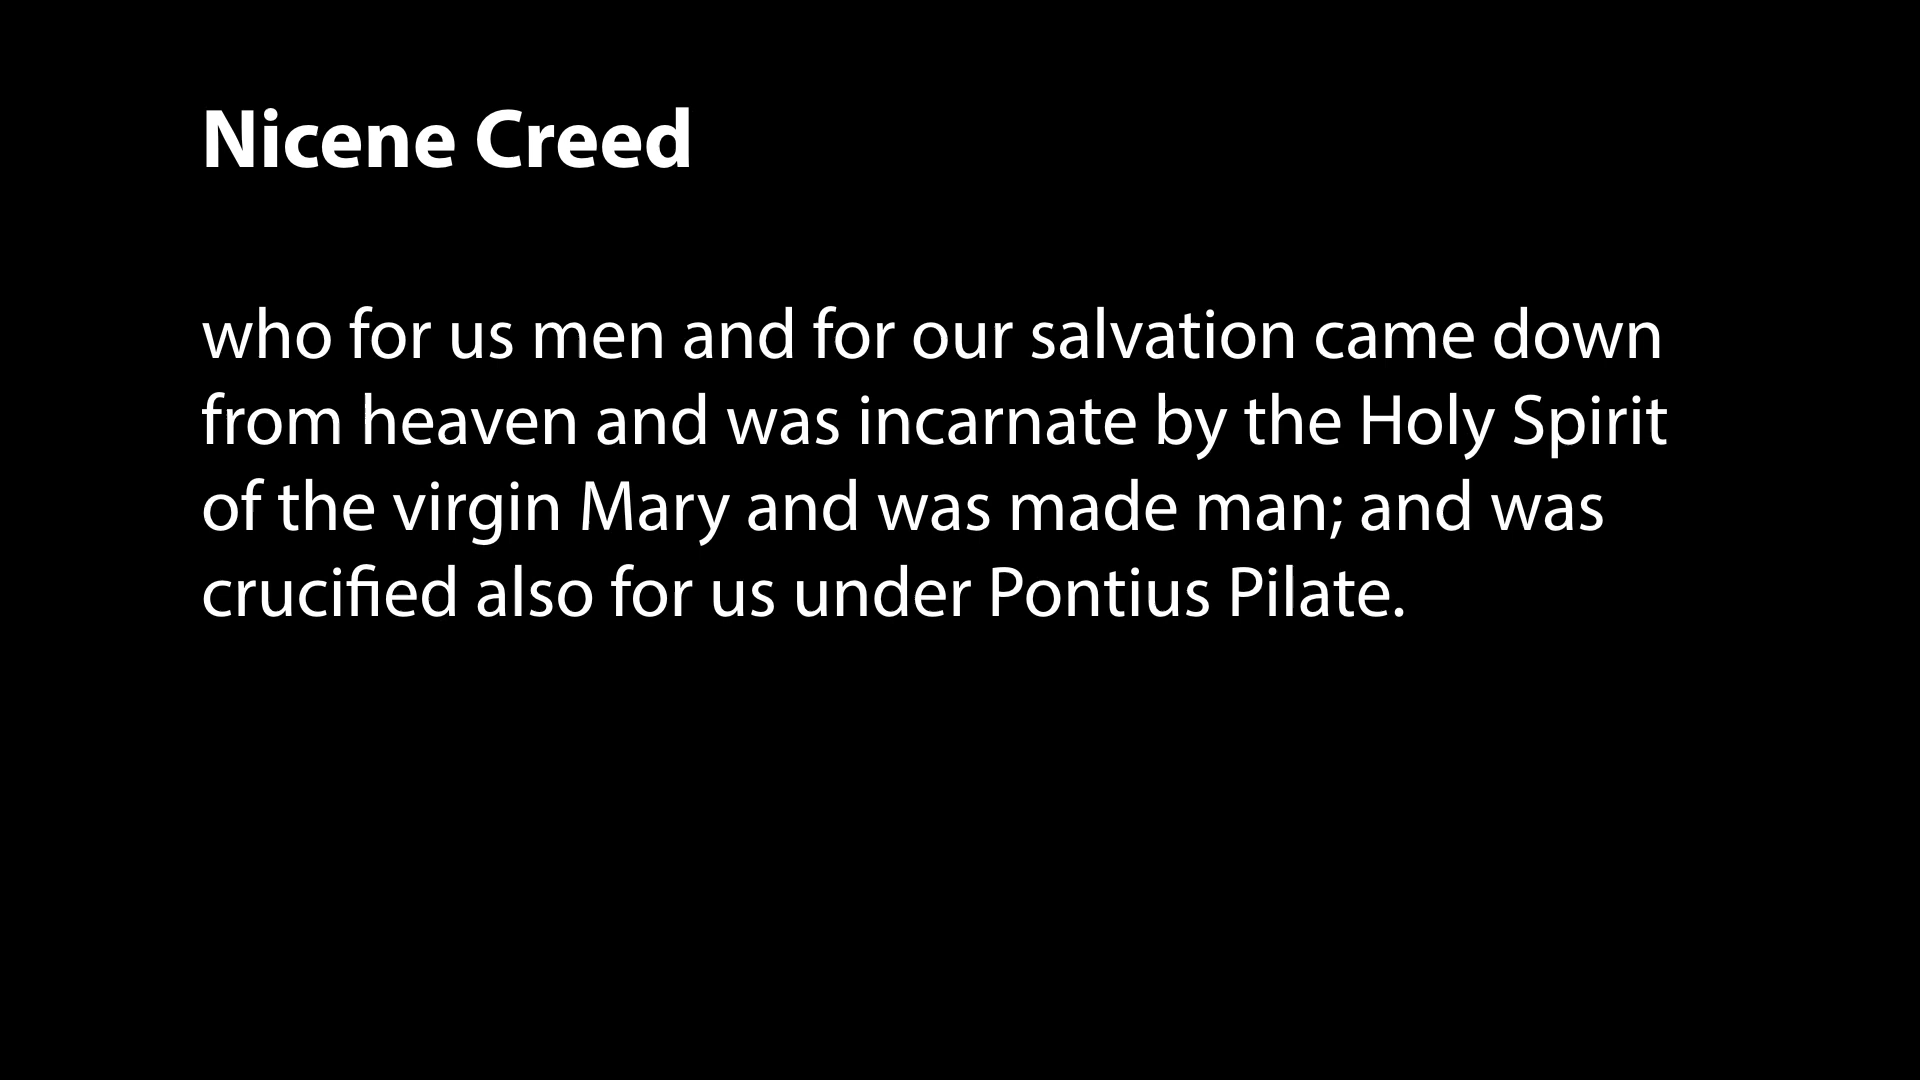 Nicene Creed
who for us men and for our salvation came down
from heaven and was incarnate by the Holy Spirit
of the virgin Mary and was made man; and was
crucified also for us under Pontius Pilate.